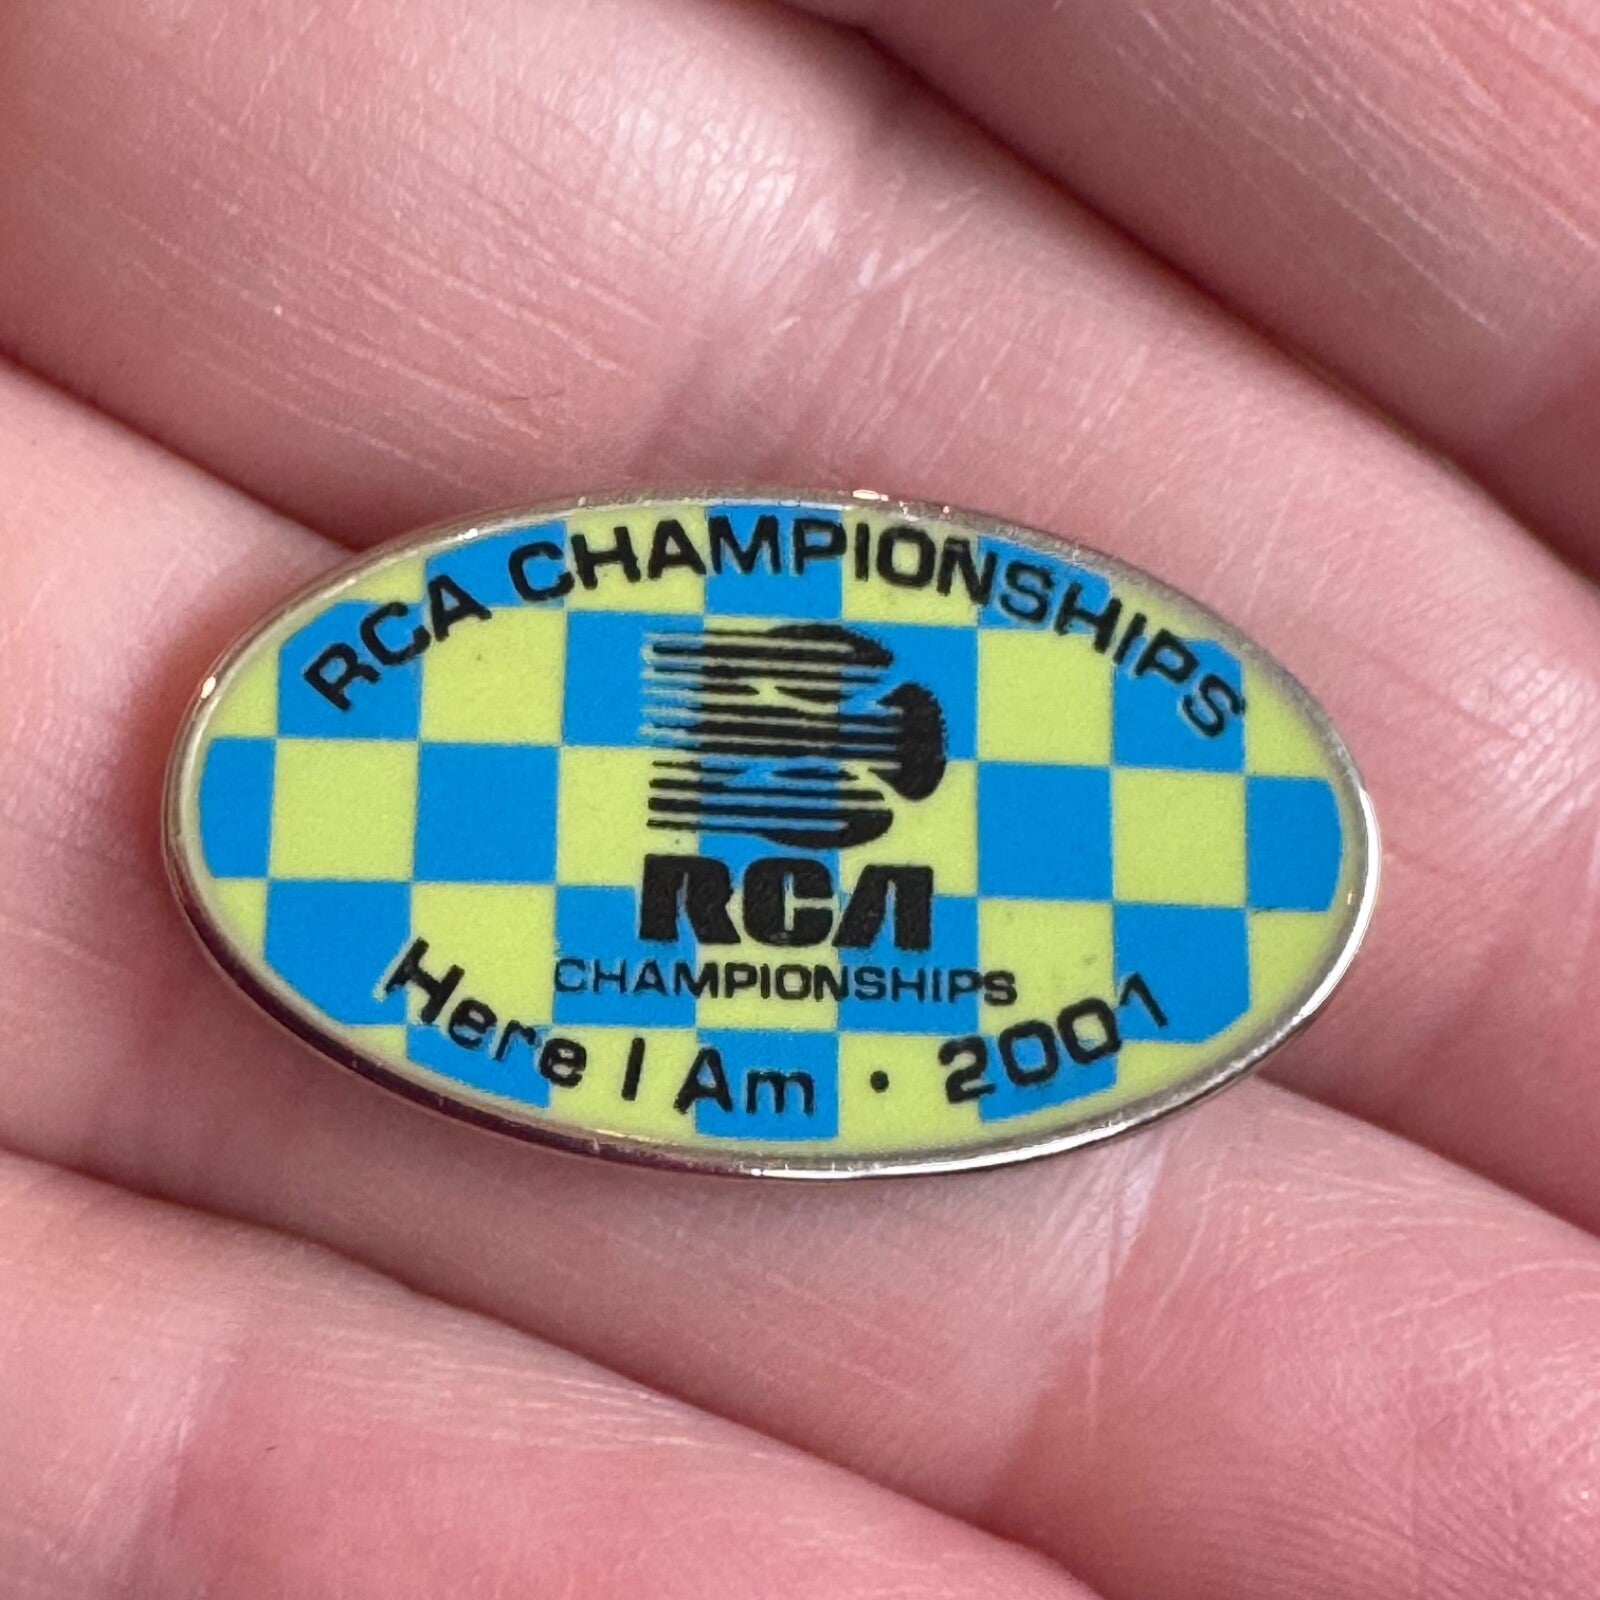 RCA CHAMPIONSHIPS
RCA
CHAMPIONSHIPS
Here I Am • 2001